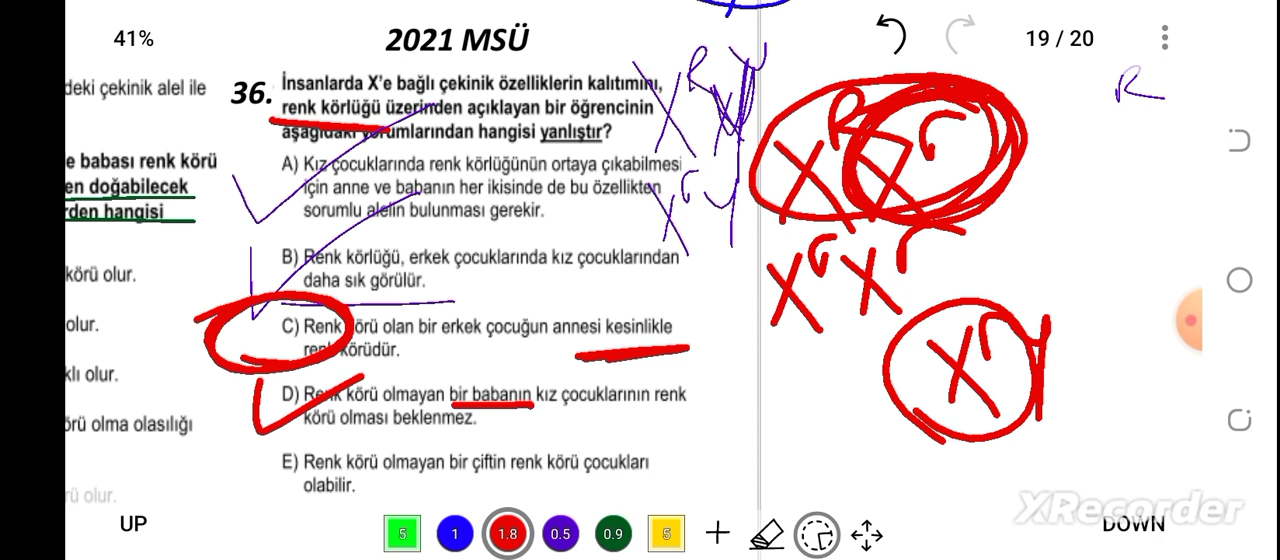 41%
2021 MSÜ
19 / 20
deki çekinik alel ile
e babası renk körü
en doğabilecek
rden hangisi
körü olur.
olur.
klı olur.
örü olma olasılığı
rü olur.
36. İnsanlarda X'e bağlı çekinik özelliklerin kalıtımını,
renk körlüğü üzerinden açıklayan bir öğrencinin
aşağıdaki yorumlarından hangisi yanlıştır?
A) Kız çocuklarında renk körlüğünün ortaya çıkabilmesi
için anne ve babanın her ikisinde de bu özellikten
sorumlu alelin bulunması gerekir.
B) Renk körlüğü, erkek çocuklarında kız çocuklarından
daha sık görülür.
C) Renk körü olan bir erkek çocuğun annesi kesinlikle
renk körüdür.
D) Renk körü olmayan bir babanın kız çocuklarının renk
körü olması beklenmez.
E) Renk körü olmayan bir çiftin renk körü çocukları
olabilir.
R
X R X r
X r X r
X r y
X r y
UP
5 1 1.8 0.5 0.9 5
XRecorder
DOWN